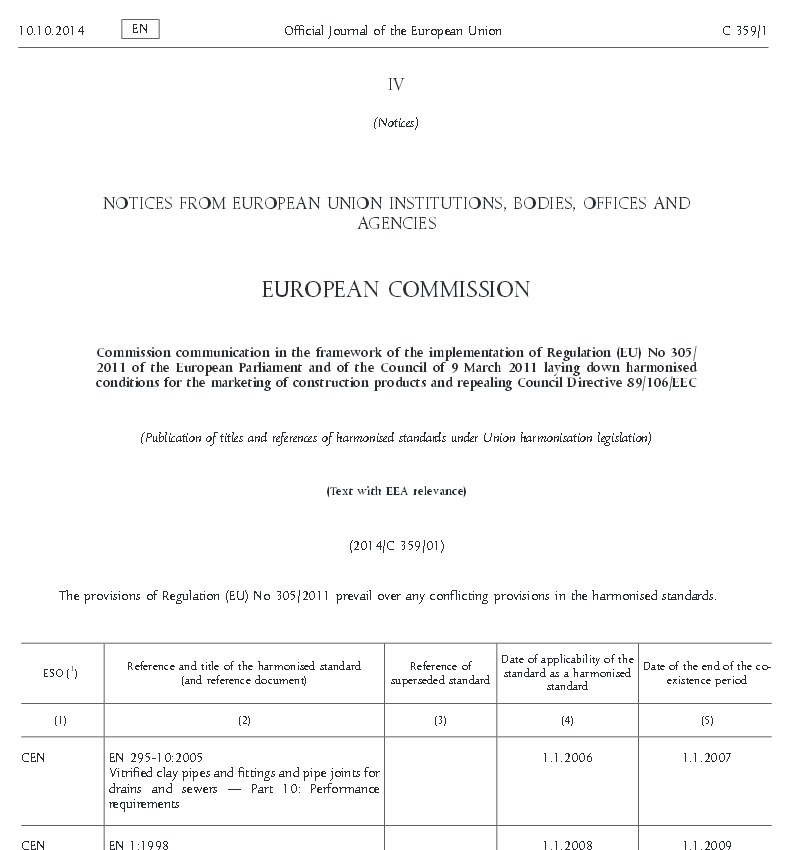 10.10.2014 EN Official Journal of the European Union C 359/1
IV
(Notices)
NOTICES FROM EUROPEAN UNION INSTITUTIONS, BODIES, OFFICES AND
AGENCIES
EUROPEAN COMMISSION
Commission communication in the framework of the implementation of Regulation (EU) No 305/
2011 of the European Parliament and of the Council of 9 March 2011 laying down harmonised
conditions for the marketing of construction products and repealing Council Directive 89/106/EEC
(Publication of titles and references of harmonised standards under Union harmonisation legislation)
(Text with EEA relevance)
(2014/C 359/01)
The provisions of Regulation (EU) No 305/2011 prevail over any conflicting provisions in the harmonised standards.
ESO (1)
Reference and title of the harmonised standard
(and reference document)
Reference of
superseded standard
Date of applicability of the
standard as a harmonised
standard
Date of the end of the co-
existence period
(1) (2) (3) (4) (5)
CEN EN 295-10:2005 1.1.2006 1.1.2007
Vitrified clay pipes and fittings and pipe joints for
drains and sewers — Part 10: Performance
requirements
CEN EN 1:1998 1.1.2008 1.1.2009